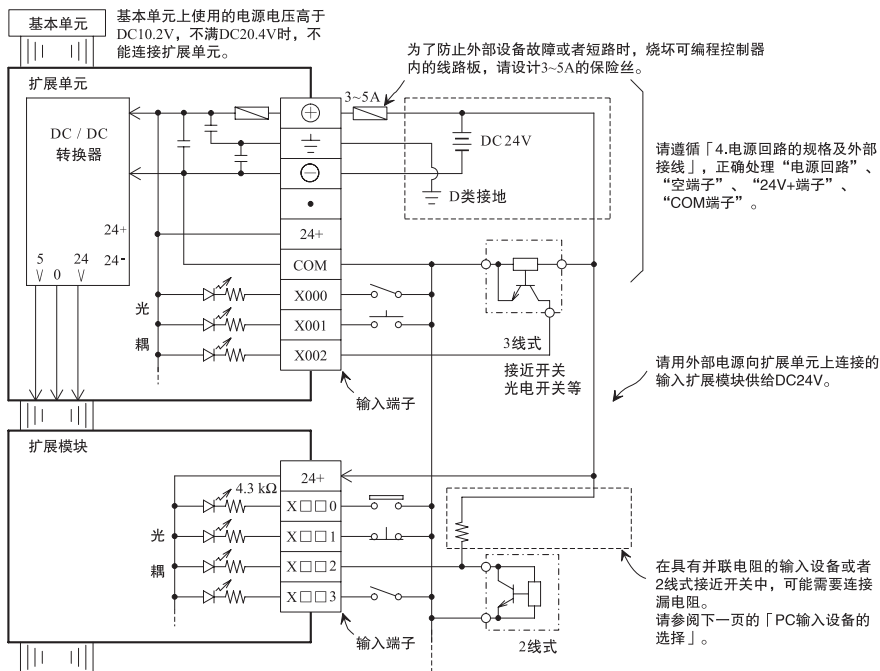 基本单元
基本单元上使用的电源电压高于
DC10.2V，不满DC20.4V时，不
能连接扩展单元。
为了防止外部设备故障或者短路时，烧坏可编程控制器
内的线路板，请设计3~5A的保险丝。
扩展单元
DC / DC
转换器
24+
24-
5
0
24
V
V
3~5A
DC 24V
D类接地
24+
COM
X000
X001
X002
光
耦
输入端子
3线式
接近开关
光电开关等
请遵循「4.电源回路的规格及外部
接线」，正确处理“电源回路”、
“空端子”、“24V+端子”、
“COM端子”。
请用外部电源向扩展单元上连接的
输入扩展模块供给DC24V。
扩展模块
24+
4.3 kΩ
X□□0
X□□1
X□□2
X□□3
光
耦
输入端子
2线式
在具有并联电阻的输入设备或者
2线式接近开关中，可能需要连接
漏电阻。
请参阅下一页的「PC输入设备的
选择」。